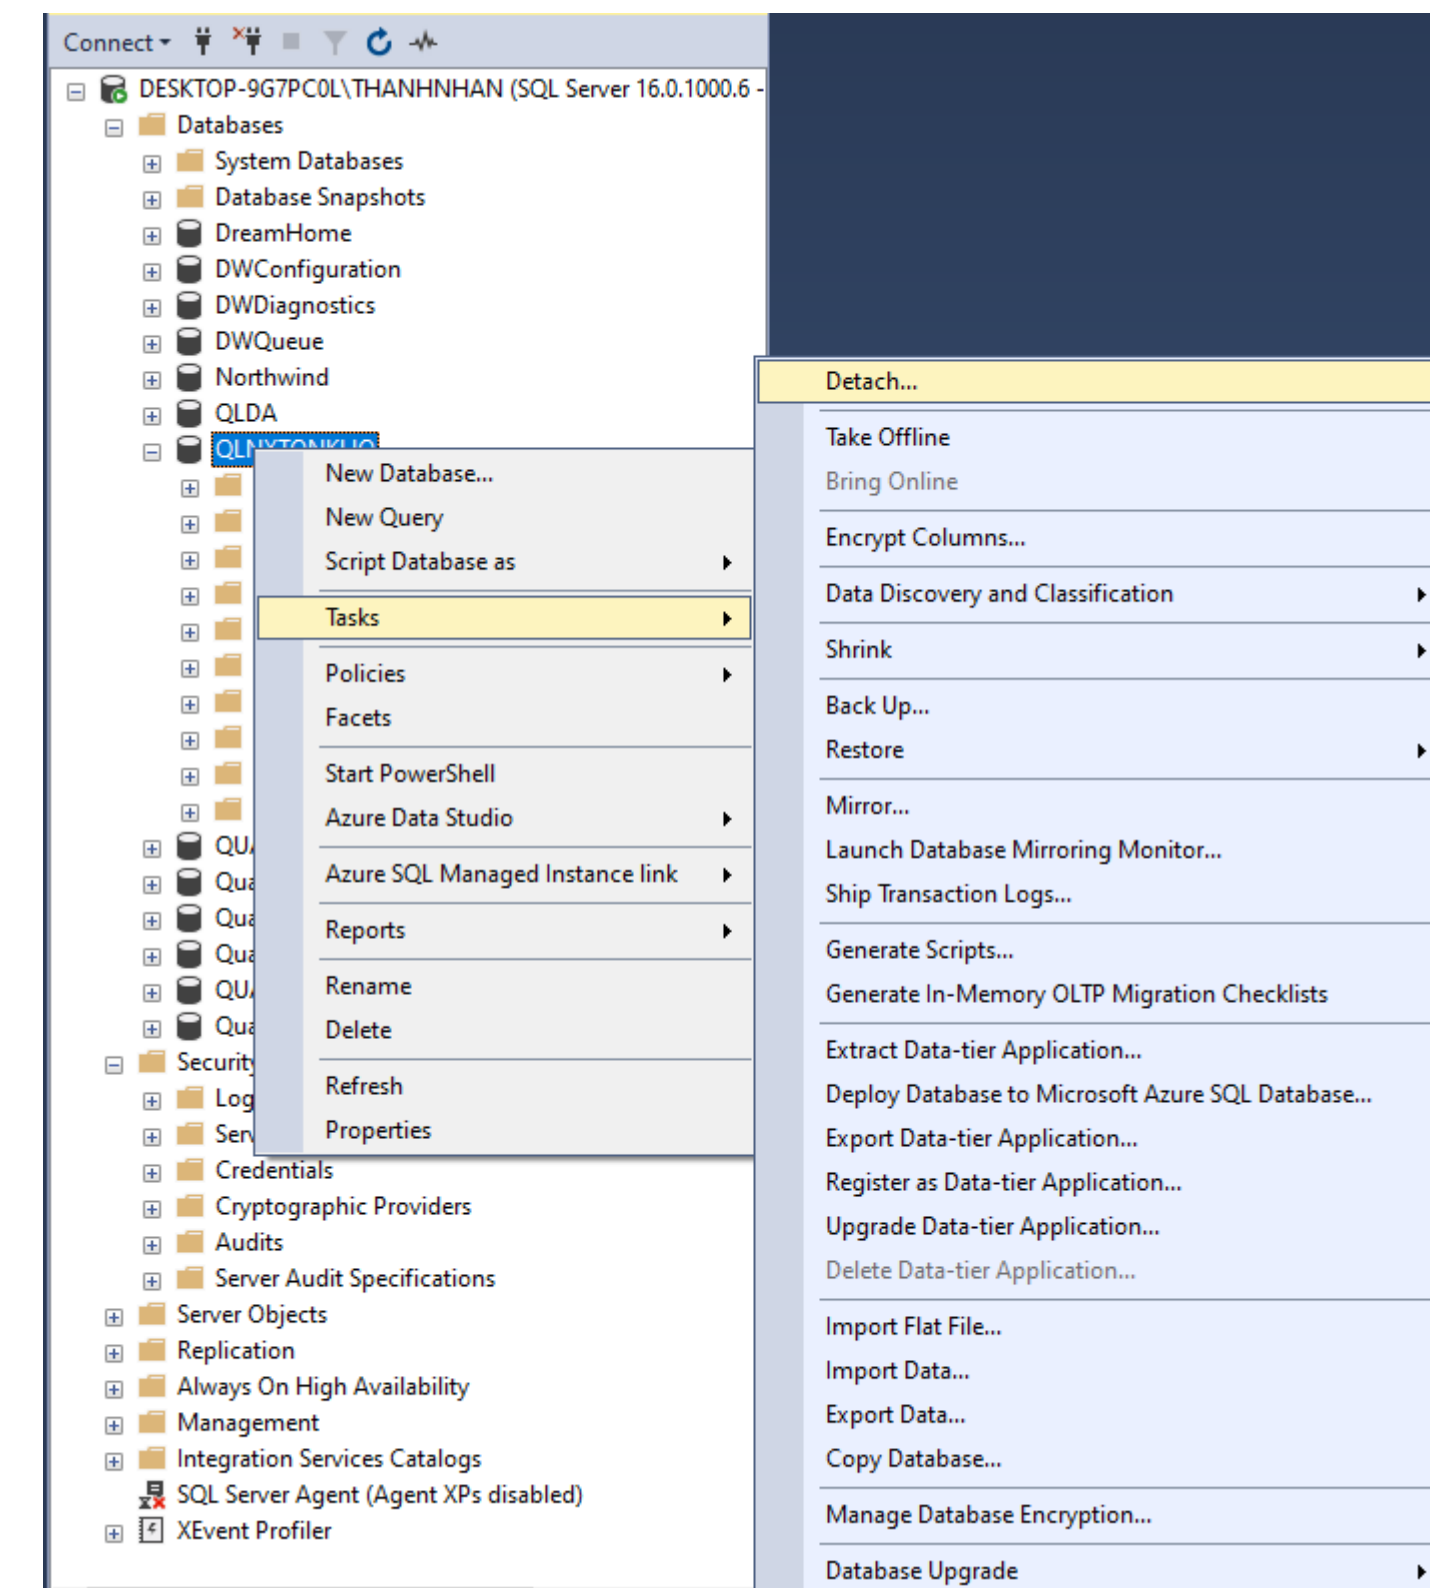 Connect
DESKTOP-9G7PC0L\THANHNHAN (SQL Server 16.0.1000.6 -
Databases
System Databases
Database Snapshots
DreamHome
DWConfiguration
DWDiagnostics
DWQueue
Northwind
QLDA
Security
Credentials
Cryptographic Providers
Audits
Server Audit Specifications
Server Objects
Replication
Always On High Availability
Management
Integration Services Catalogs
SQL Server Agent (Agent XPs disabled)
XEvent Profiler
New Database...
New Query
Script Database as
Tasks
Policies
Facets
Start PowerShell
Azure Data Studio
Azure SQL Managed Instance link
Reports
Rename
Delete
Refresh
Properties
Detach...
Take Offline
Bring Online
Encrypt Columns...
Data Discovery and Classification
Shrink
Back Up...
Restore
Mirror...
Launch Database Mirroring Monitor...
Ship Transaction Logs...
Generate Scripts...
Generate In-Memory OLTP Migration Checklists
Extract Data-tier Application...
Deploy Database to Microsoft Azure SQL Database...
Export Data-tier Application...
Register as Data-tier Application...
Upgrade Data-tier Application...
Delete Data-tier Application...
Import Flat File...
Import Data...
Export Data...
Copy Database...
Manage Database Encryption...
Database Upgrade